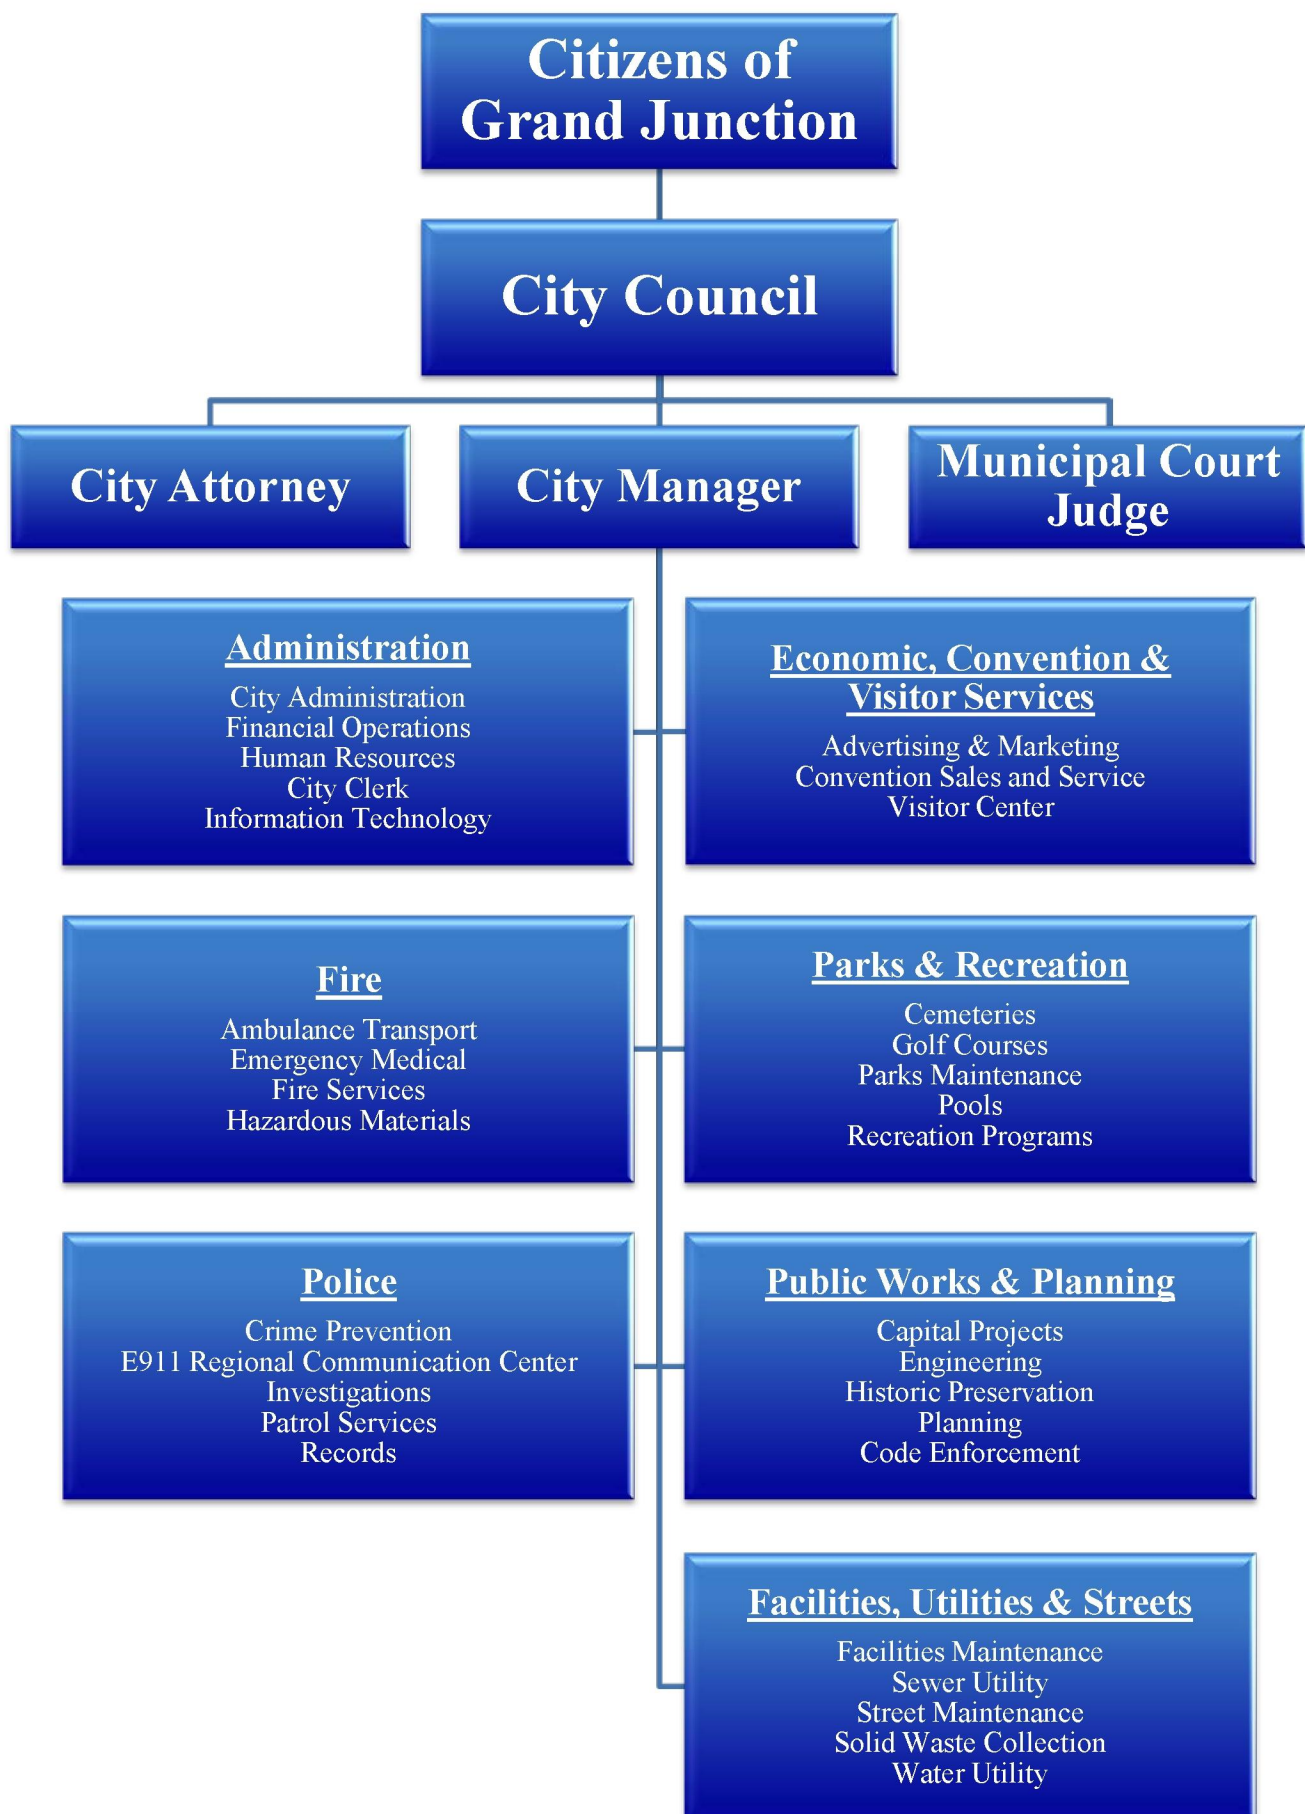 Citizens of
Grand Junction
City Council
City Attorney
City Manager
Municipal Court
Judge
Administration
City Administration
Financial Operations
Human Resources
City Clerk
Information Technology
Economic, Convention &
Visitor Services
Advertising & Marketing
Convention Sales and Service
Visitor Center
Fire
Ambulance Transport
Emergency Medical
Fire Services
Hazardous Materials
Parks & Recreation
Cemeteries
Golf Courses
Parks Maintenance
Pools
Recreation Programs
Police
Crime Prevention
E911 Regional Communication Center
Investigations
Patrol Services
Records
Public Works & Planning
Capital Projects
Engineering
Historic Preservation
Planning
Code Enforcement
Facilities, Utilities & Streets
Facilities Maintenance
Sewer Utility
Street Maintenance
Solid Waste Collection
Water Utility